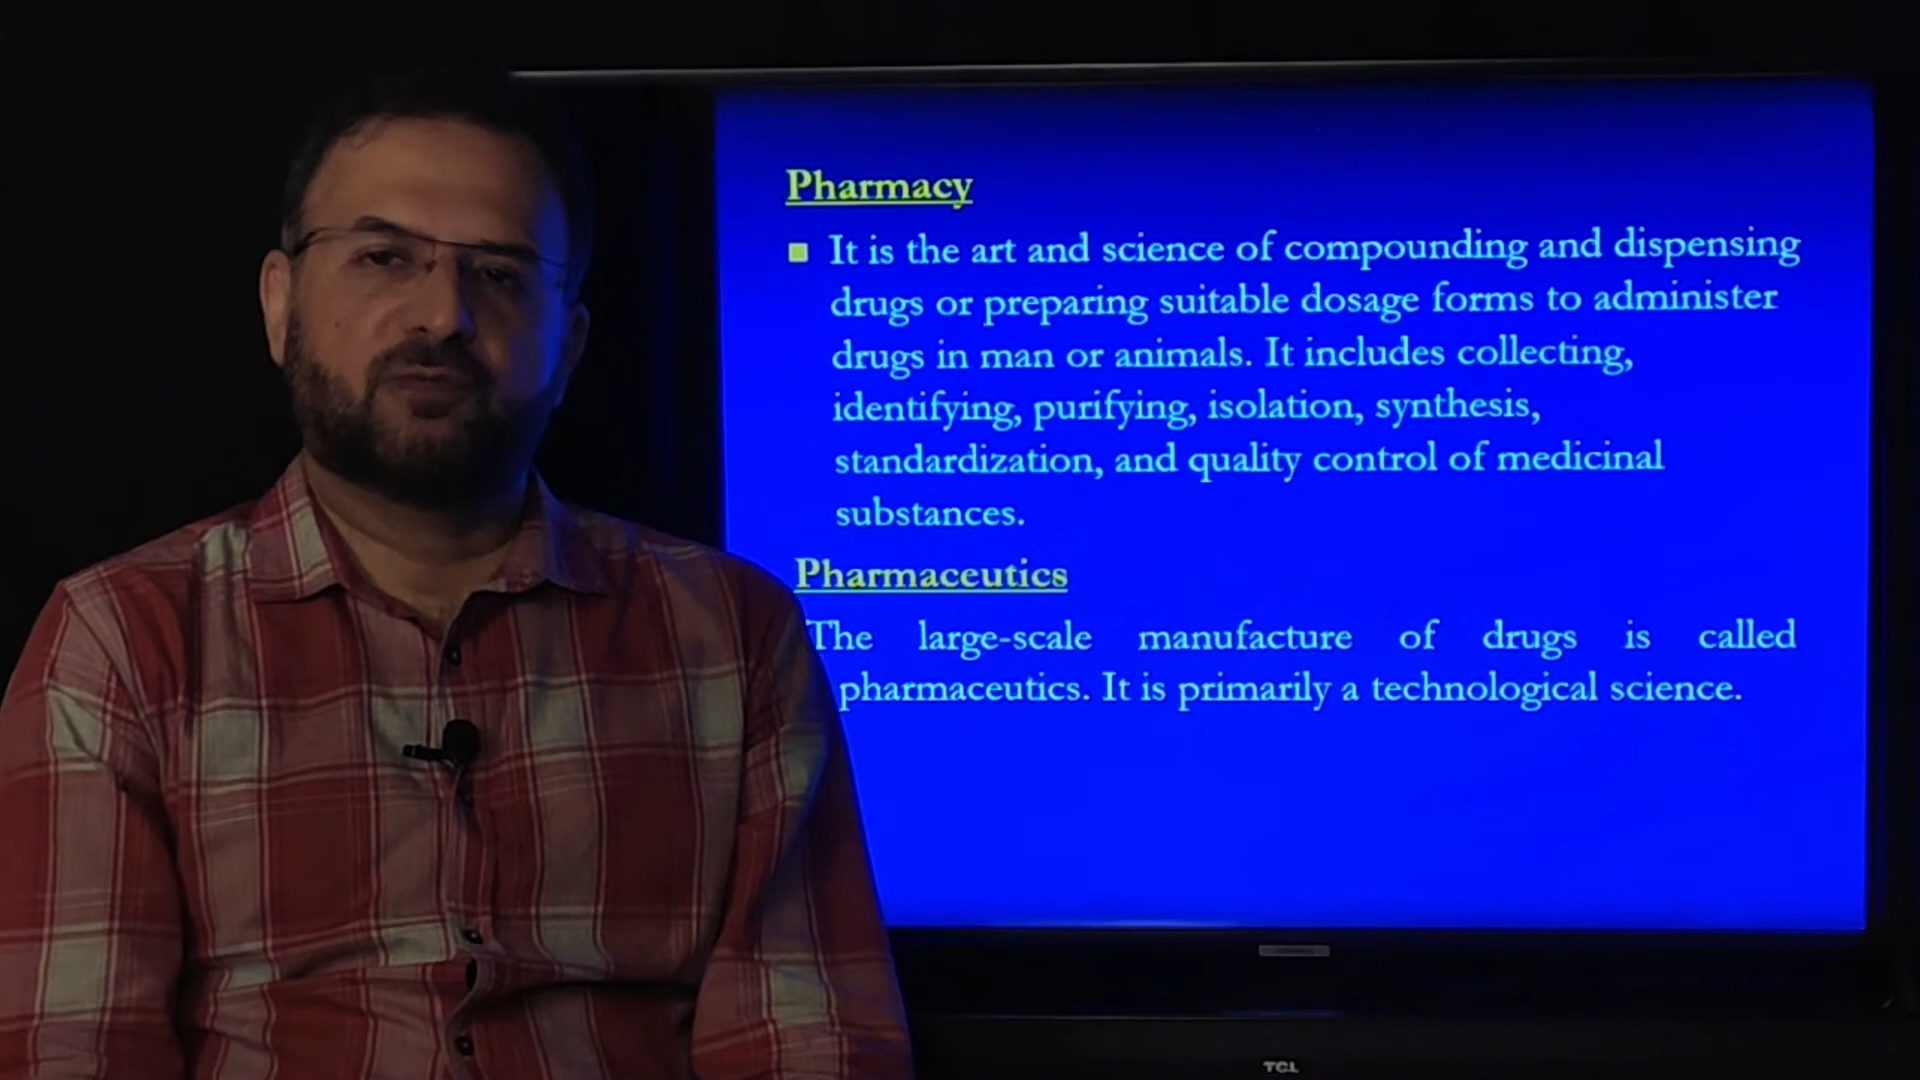 Pharmacy
It is the art and science of compounding and dispensing
drugs or preparing suitable dosage forms to administer
drugs in man or animals. It includes collecting,
identifying, purifying, isolation, synthesis,
standardization, and quality control of medicinal
substances.
Pharmaceutics
The large-scale manufacture of drugs is called
pharmaceutics. It is primarily a technological science.
TCL